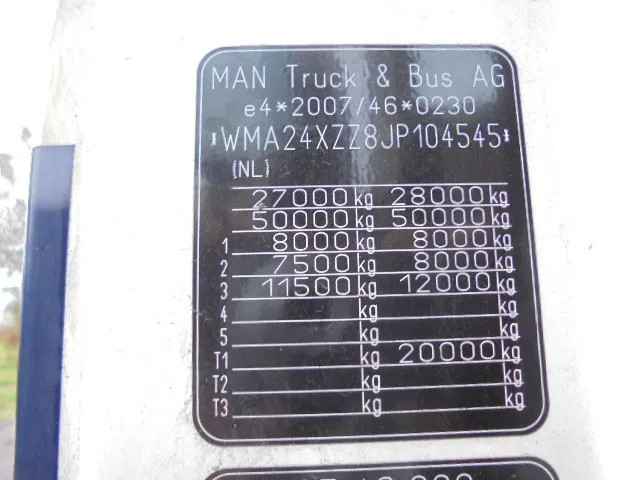 MAN Truck & Bus AG
e4*2007/46*0230
*WMA24XZZ8JP104545*
(NL)
27000 kg 28000 kg
50000 kg 50000 kg
1 8000 kg 8000 kg
2 7500 kg 8000 kg
3 11500 kg 12000 kg
4 kg kg
5 kg kg
T1 kg 20000 kg
T2 kg kg
T3 kg kg